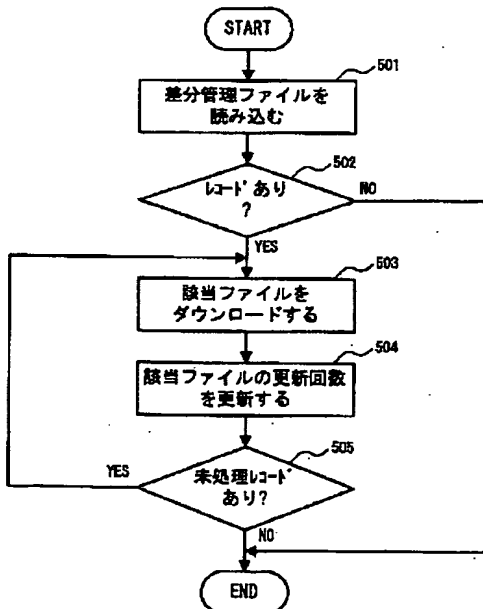 START
501
差分管理ファイルを
読み込む
502
ﾚｺｰﾄﾞあり
?
NO
YES
503
該当ファイルを
ダウンロードする
504
該当ファイルの更新回数
を更新する
505
YES
未処理ﾚｺｰﾄﾞ
あり?
NO
END